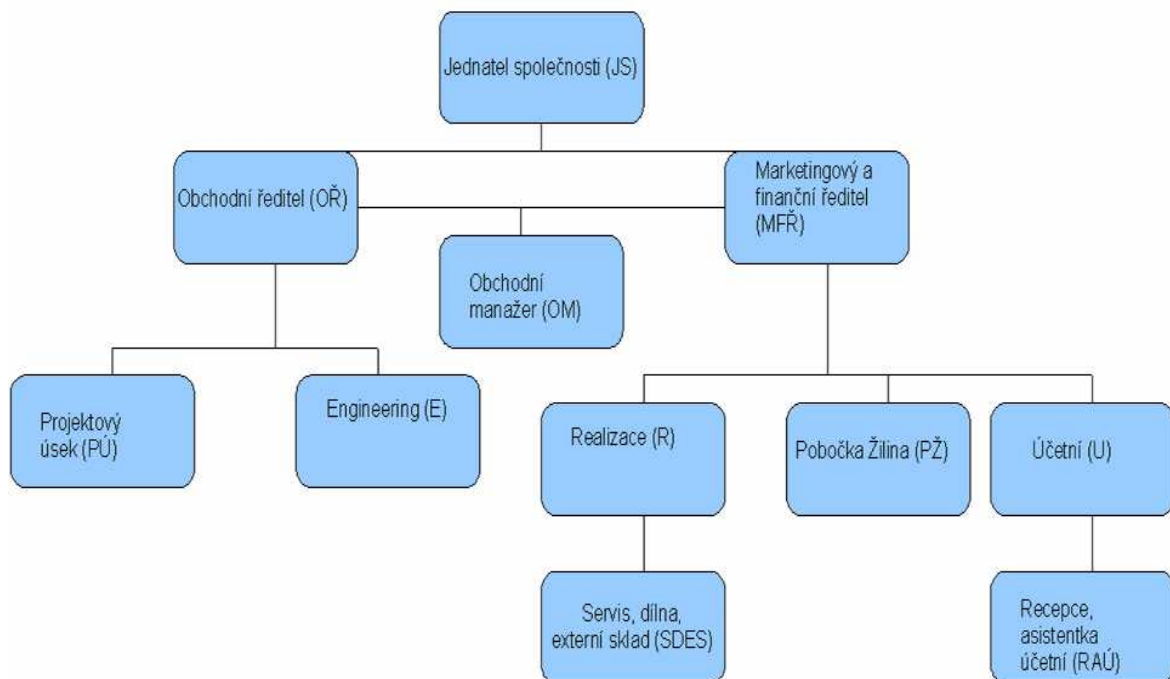 Jednatel společnosti (JS)
Obchodní ředitel (OŘ)
Marketingový a
finanční ředitel
(MFŘ)
Obchodní
manažer (OM)
Projektový
úsek (PÚ)
Engineering (E)
Realizace (R)
Pobočka Žilina (PŽ)
Účetní (U)
Servis, dílna,
externí sklad (SDES)
Recepce,
asistentka
účetní (RAÚ)